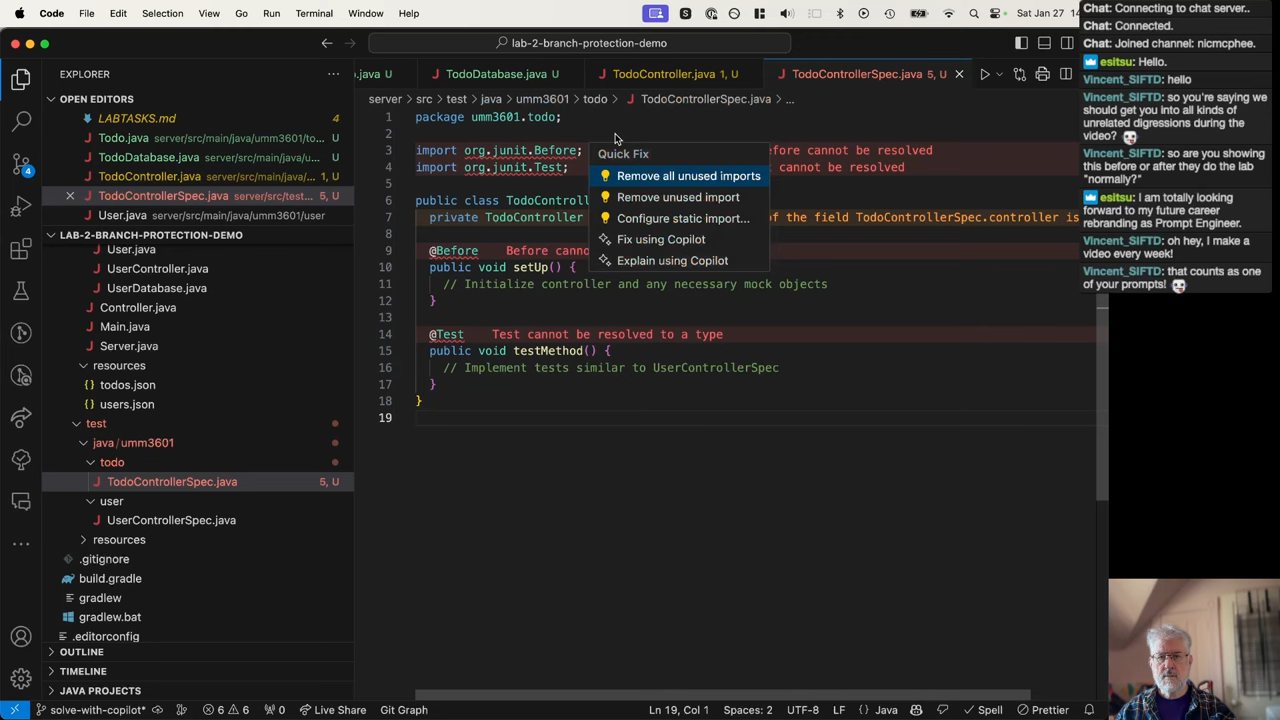 Code File Edit Selection View Go Run Terminal Window Help Sat Jan 27 14
lab-2-branch-protection-demo
EXPLORER
OPEN EDITORS
LABTASKS.md 4
Todo.java server/src/main/java/umm3601/to... U
TodoDatabase.java server/src/main/jav... U
TodoController.java server/src/main/java/... 1, U
TodoControllerSpec.java server/src/test... 5, U
User.java server/src/main/java/umm3601/user
LAB-2-BRANCH-PROTECTION-DEMO
User.java
UserController.java
UserDatabase.java
Controller.java
Main.java
Server.java
resources
todos.json
users.json
test
java/umm3601
todo
TodoControllerSpec.java 5, U
user
UserControllerSpec.java
resources
.gitignore
build.gradle
gradlew
gradlew.bat
.editorconfig
OUTLINE
TIMELINE
JAVA PROJECTS
4
o.java U TodoDatabase.java U TodoController.java 1, U TodoControllerSpec.java 5, U
server > src > test > java > umm3601 > todo > TodoControllerSpec.java > ...
1 package umm3601.todo;
2
3 import org.junit.Before; efore cannot be resolved
4 import org.junit.Test; t cannot be resolved
5
6 public class TodoContro
7 private TodoController of the field TodoControllerSpec.controller is
8
9 @Before Before canno
10 public void setUp() {
11 // Initialize controller and any necessary mock objects
12 }
13
14 @Test Test cannot be resolved to a type
15 public void testMethod() {
16 // Implement tests similar to UserControllerSpec
17 }
18 }
19
Quick Fix
Remove all unused imports
Remove unused import
Configure static import...
Fix using Copilot
Explain using Copilot
Chat: Connecting to chat server..
Chat: Connected.
Chat: Joined channel: nicmcphee.
esitsu: Hello.
Vincent_SIFTD: hello
Vincent_SIFTD: so you're saying we
should get you into all kinds of
unrelated digressions during the
video?
Vincent_SIFTD: so are you showing
this before or after they do the lab
"normally?"
esitsu: I am totally looking
forward to my future career
rebranding as Prompt Engineer.
Vincent_SIFTD: oh hey, I make a
video every week!
Vincent_SIFTD: that counts as one
of your prompts!
solve-with-copilot* 6 6 0 Live Share Git Graph Ln 19, Col 1 Spaces: 2 UTF-8 LF {} Java Spell Prettier